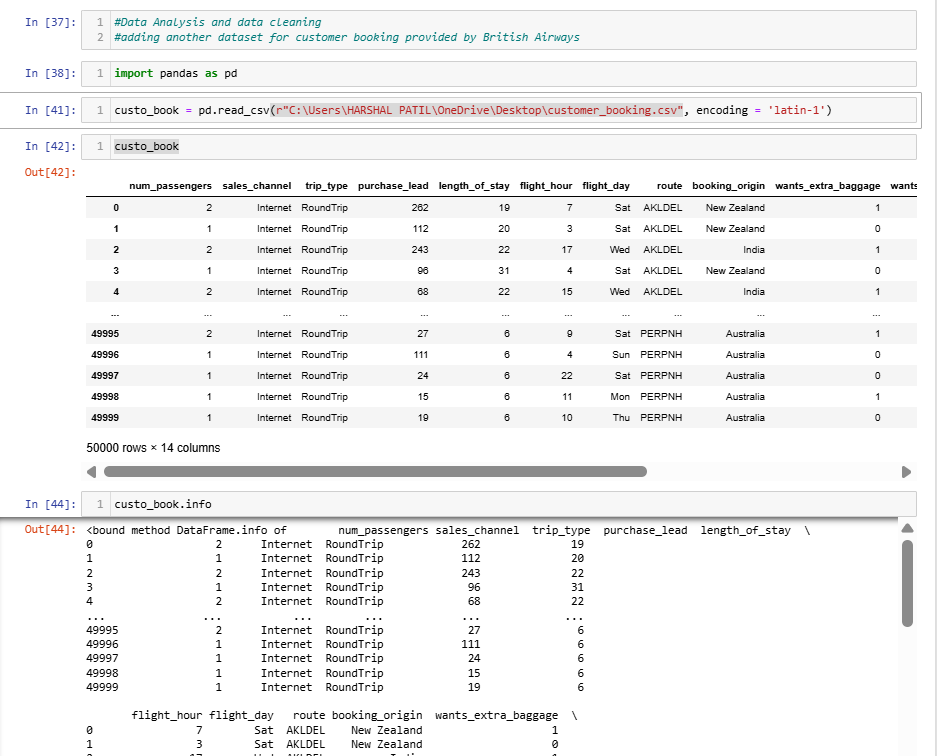 In [37]: 1 #Data Analysis and data cleaning
2 #adding another dataset for customer booking provided by British Airways
In [38]: 1 import pandas as pd
In [41]: 1 custo_book = pd.read_csv(r"C:\Users\HARSHAL PATIL\OneDrive\Desktop\customer_booking.csv", encoding = 'latin-1')
In [42]: 1 custo_book
Out[42]:
num_passengers sales_channel trip_type purchase_lead length_of_stay flight_hour flight_day route booking_origin wants_extra_baggage wants
0 2 Internet RoundTrip 262 19 7 Sat AKLDEL New Zealand 1
1 1 Internet RoundTrip 112 20 3 Sat AKLDEL New Zealand 0
2 2 Internet RoundTrip 243 22 17 Wed AKLDEL India 1
3 1 Internet RoundTrip 96 31 4 Sat AKLDEL New Zealand 0
4 2 Internet RoundTrip 68 22 15 Wed AKLDEL India 1
... ... ... ... ... ... ... ... ... ... ...
49995 2 Internet RoundTrip 27 6 9 Sat PERPNH Australia 1
49996 1 Internet RoundTrip 111 6 4 Sun PERPNH Australia 0
49997 1 Internet RoundTrip 24 6 22 Sat PERPNH Australia 0
49998 1 Internet RoundTrip 15 6 11 Mon PERPNH Australia 1
49999 1 Internet RoundTrip 19 6 10 Thu PERPNH Australia 0
50000 rows × 14 columns
In [44]: 1 custo_book.info
Out[44]: <bound method DataFrame.info of num_passengers sales_channel trip_type purchase_lead length_of_stay \
0 2 Internet RoundTrip 262 19
1 1 Internet RoundTrip 112 20
2 2 Internet RoundTrip 243 22
3 1 Internet RoundTrip 96 31
4 2 Internet RoundTrip 68 22
... ... ... ... ... ...
49995 2 Internet RoundTrip 27 6
49996 1 Internet RoundTrip 111 6
49997 1 Internet RoundTrip 24 6
49998 1 Internet RoundTrip 15 6
49999 1 Internet RoundTrip 19 6
flight_hour flight_day route booking_origin wants_extra_baggage \
0 7 Sat AKLDEL New Zealand 1
1 3 Sat AKLDEL New Zealand 0